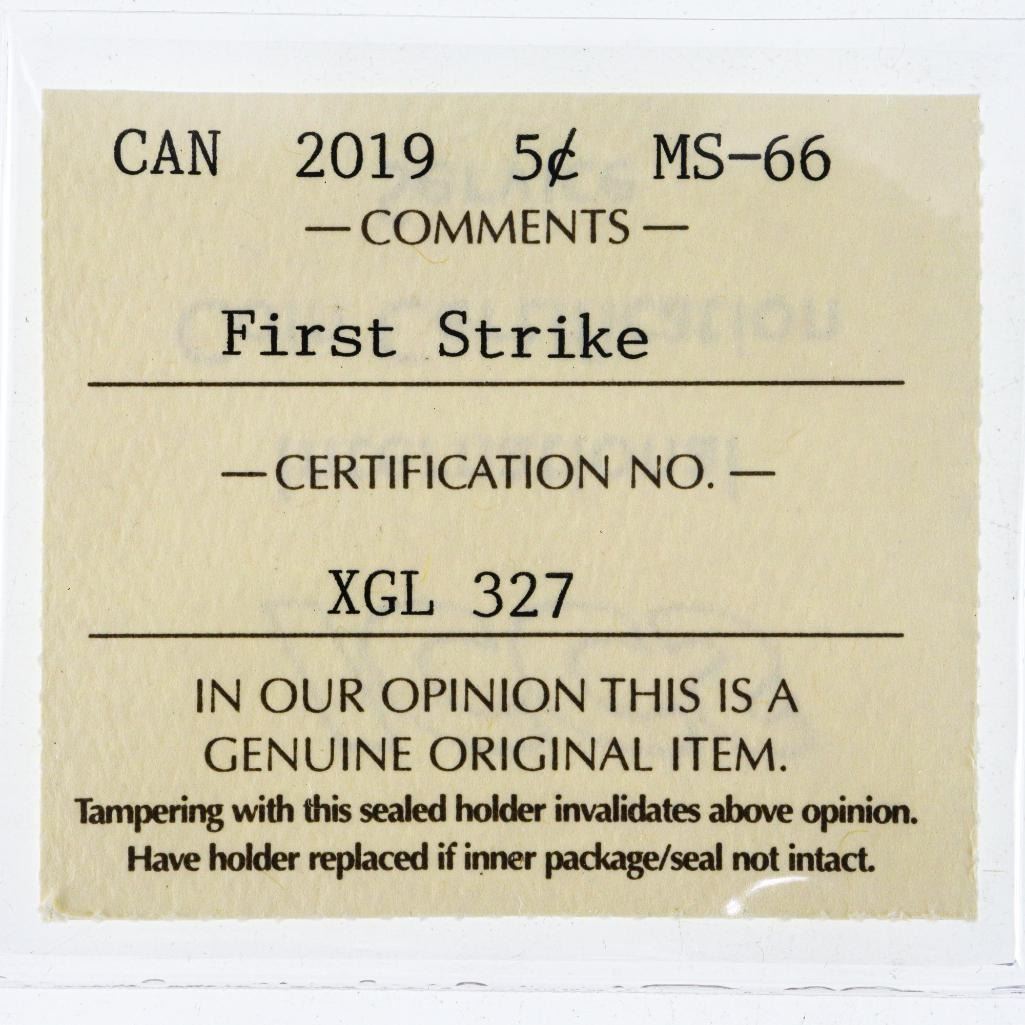 CAN 2019 5¢ MS-66
— COMMENTS —
First Strike
— CERTIFICATION NO. —
XGL 327
IN OUR OPINION THIS IS A
GENUINE ORIGINAL ITEM.
Tampering with this sealed holder invalidates above opinion.
Have holder replaced if inner package/seal not intact.